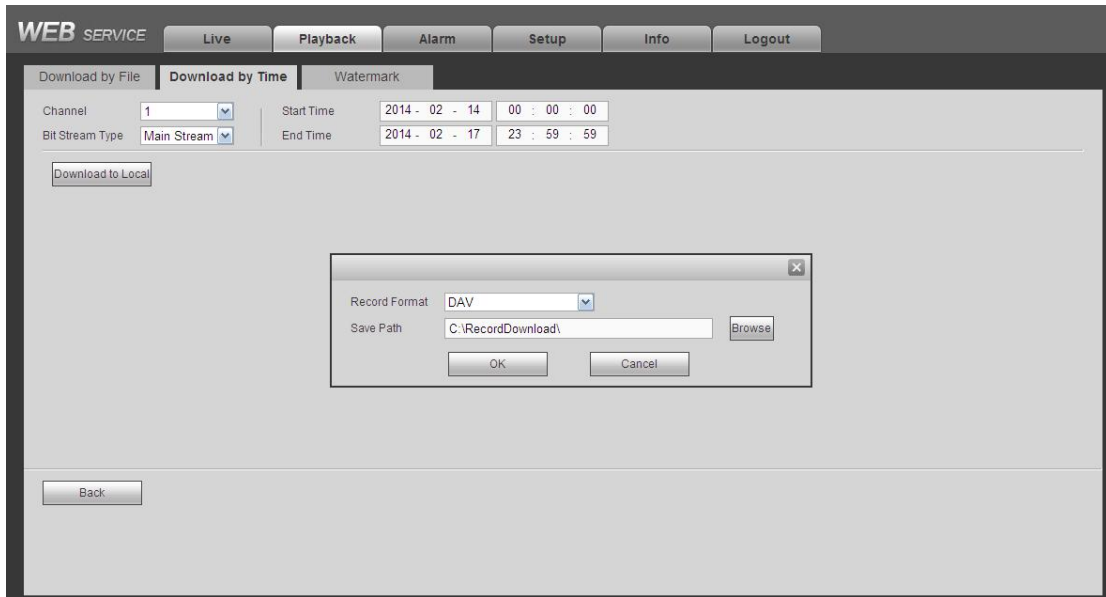 WEB SERVICE Live Playback Alarm Setup Info Logout
Download by File Download by Time Watermark
Channel 1 Start Time 2014 - 02 - 14 00 : 00 : 00
Bit Stream Type Main Stream End Time 2014 - 02 - 17 23 : 59 : 59
Download to Local
Record Format DAV
Save Path C:\RecordDownload\ Browse
OK Cancel
Back